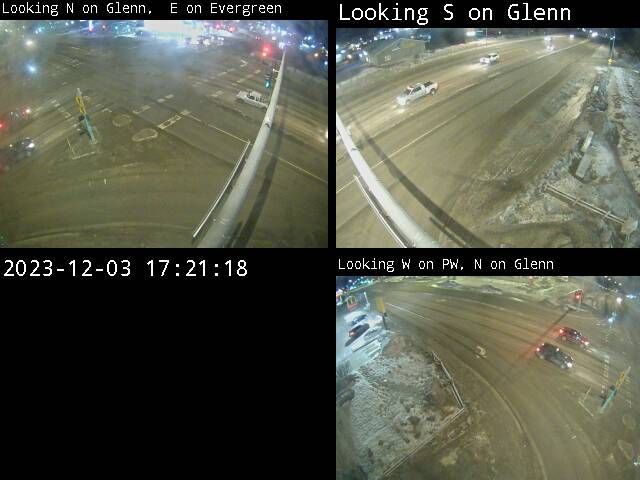 Looking N on Glenn, E on Evergreen
Looking S on Glenn
2023-12-03 17:21:18
Looking W on PW, N on Glenn